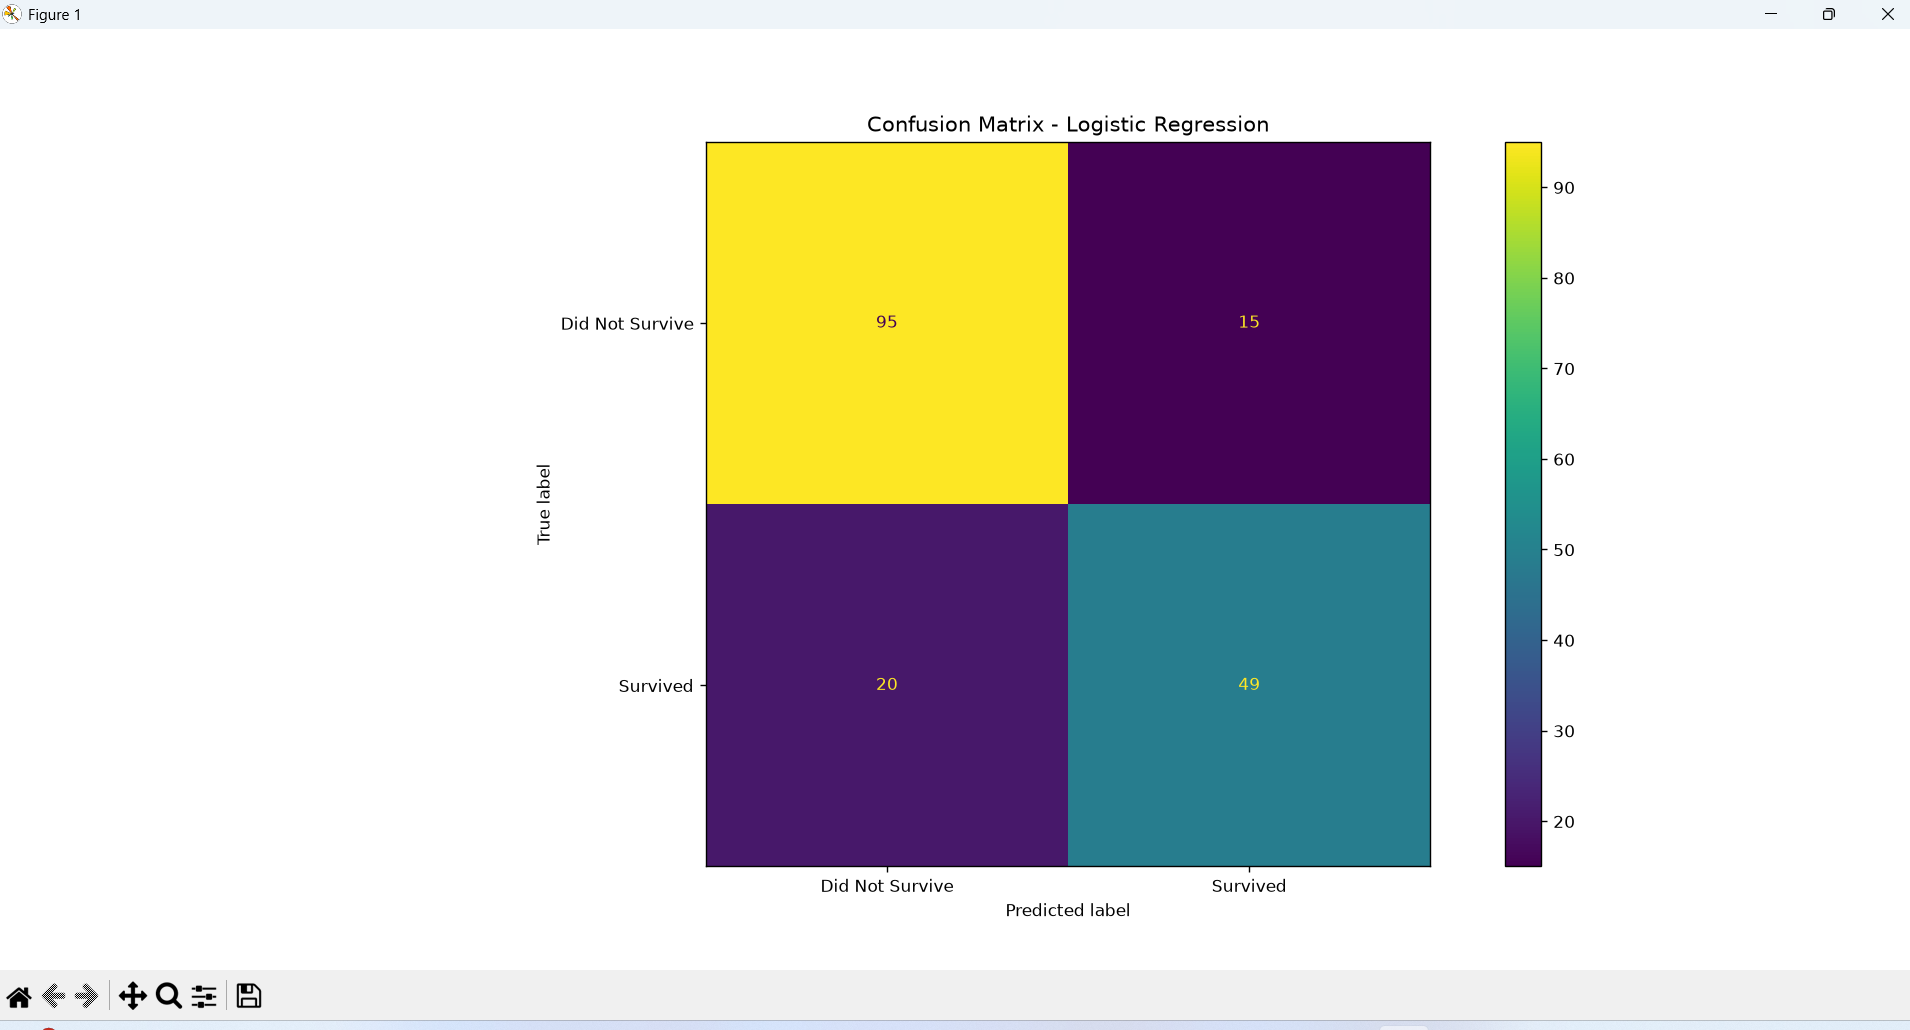 Figure 1
Confusion Matrix - Logistic Regression
Did Not Survive
95
15
True label
Survived
20
49
Did Not Survive
Survived
Predicted label
90
80
70
60
50
40
30
20